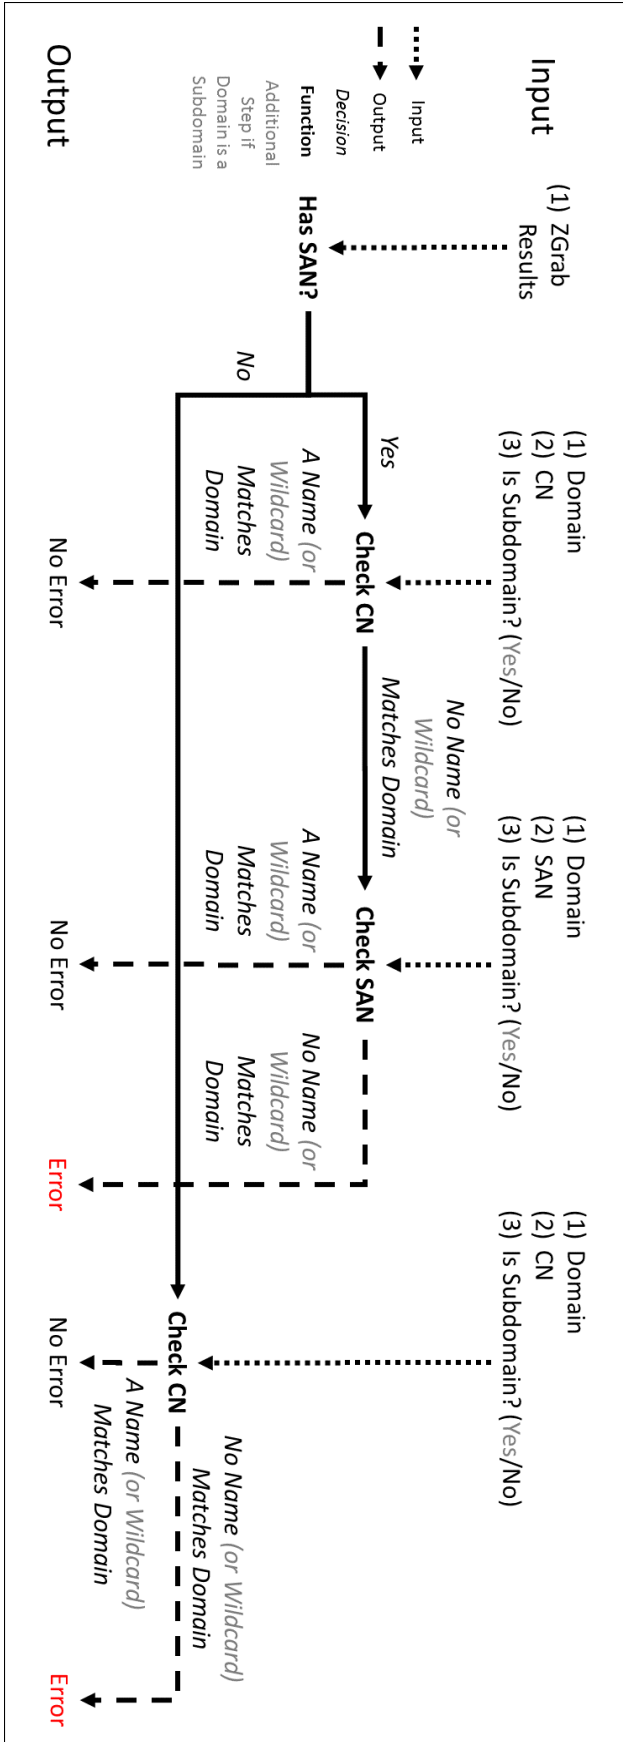 Input
Input
Output
Decision
Function
Additional
Step if
Domain is a
Subdomain
Output
(1) ZGrab
Results
Has SAN?
Yes
No
(1) Domain
(2) CN
(3) Is Subdomain? (Yes/No)
Check CN
A Name (or
Wildcard)
Matches
Domain
No Error
No Name (or
Wildcard)
Matches Domain
(1) Domain
(2) SAN
(3) Is Subdomain? (Yes/No)
Check SAN
A Name (or
Wildcard)
Matches
Domain
No Error
No Name (or
Wildcard)
Matches
Domain
Error
(1) Domain
(2) CN
(3) Is Subdomain? (Yes/No)
Check CN
A Name (or Wildcard)
Matches Domain
No Error
No Name (or Wildcard)
Matches Domain
Error